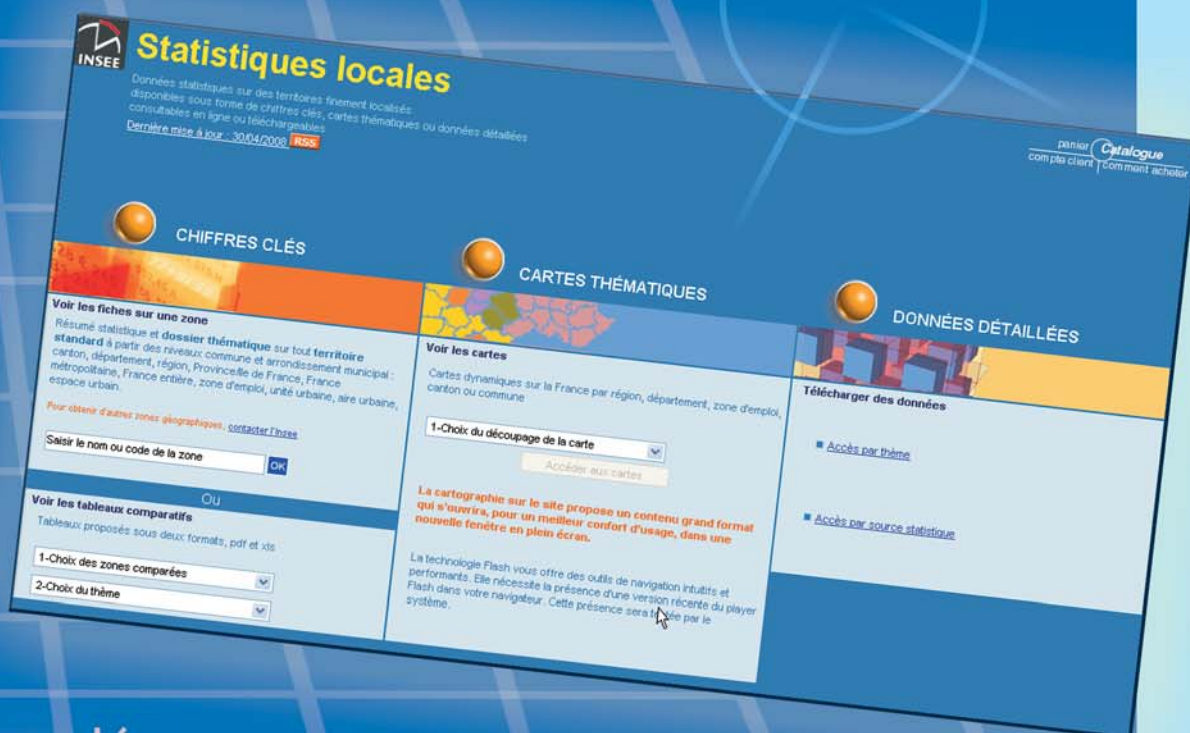 INSEE
Statistiques locales
Données statistiques sur des territoires finement localisés
disponibles sous forme de chiffres clés, cartes thématiques ou données détaillées
consultables en ligne ou téléchargeables
Dernière mise à jour : 30/04/2008 RSS
panier Catalogue
compte client comment acheter
CHIFFRES CLÉS
Voir les fiches sur une zone
Résumé statistique et dossier thématique sur tout territoire
standard à partir des niveaux commune et arrondissement municipal :
canton, département, région, Province/Ile de France, France
métropolitaine, France entière, zone d'emploi, unité urbaine, aire urbaine,
espace urbain.
Pour obtenir d'autres zones géographiques, contacter l'Insee
Saisir le nom ou code de la zone OK
Ou
Voir les tableaux comparatifs
Tableaux proposés sous deux formats, pdf et xls
1-Choix des zones comparées
2-Choix du thème
CARTES THÉMATIQUES
Voir les cartes
Cartes dynamiques sur la France par région, département, zone d'emploi,
canton ou commune
1-Choix du découpage de la carte
Accéder aux cartes
La cartographie sur le site propose un contenu grand format
qui s'ouvrira, pour un meilleur confort d'usage, dans une
nouvelle fenêtre en plein écran.
La technologie Flash vous offre des outils de navigation intuitifs et
performants. Elle nécessite la présence d'une version récente du player
Flash dans votre navigateur. Cette présence sera par le
système.
DONNÉES DÉTAILLÉES
Télécharger des données
Accès par thème
Accès par source statistique